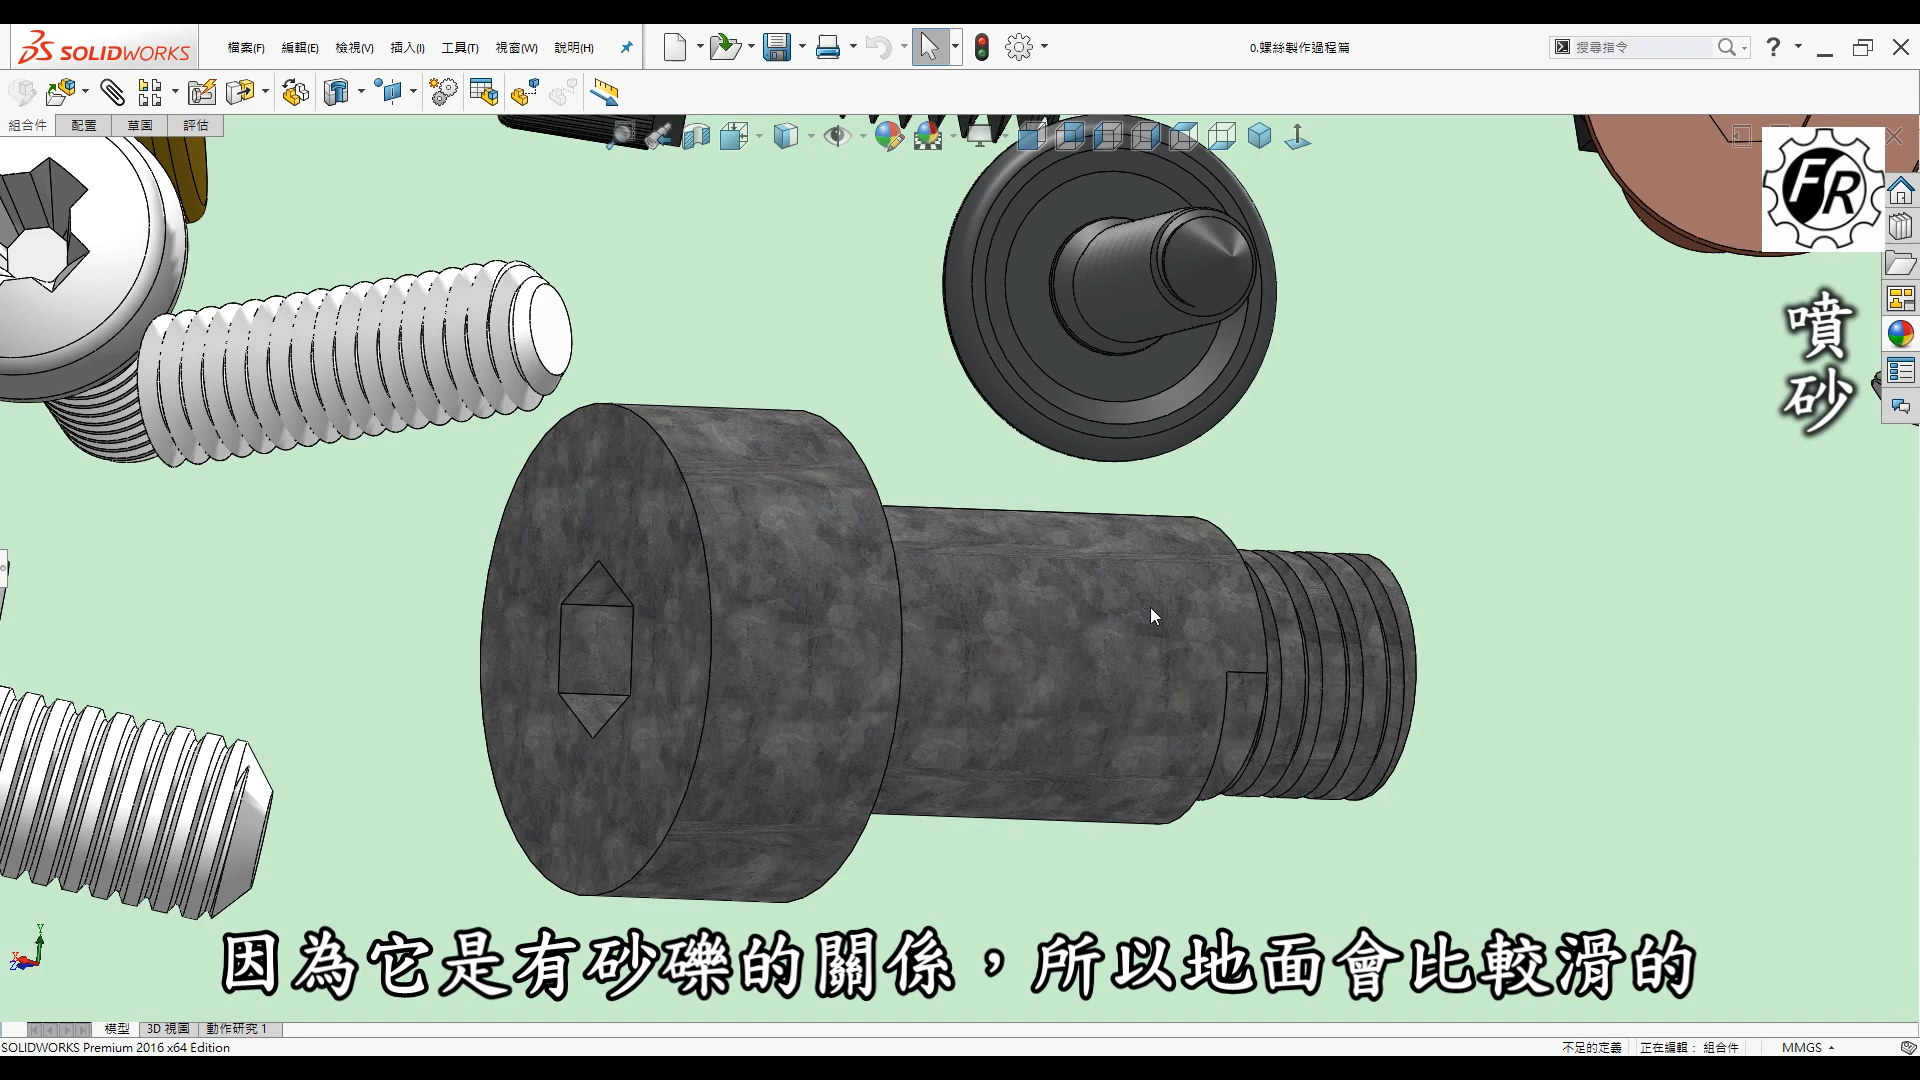 SOLIDWORKS
檔案(F) 編輯(E) 檢視(V) 插入(I) 工具(T) 視窗(W) 說明(H)
0.螺絲製作過程篇
搜尋指令
組合件 配置 草圖 評估
FR
噴砂
因為它是有砂礫的關係，所以地面會比較滑的
模型 3D 視圖 動作研究 1
SOLIDWORKS Premium 2016 x64 Edition
不足的定義 正在編輯： 組合件 MMGS